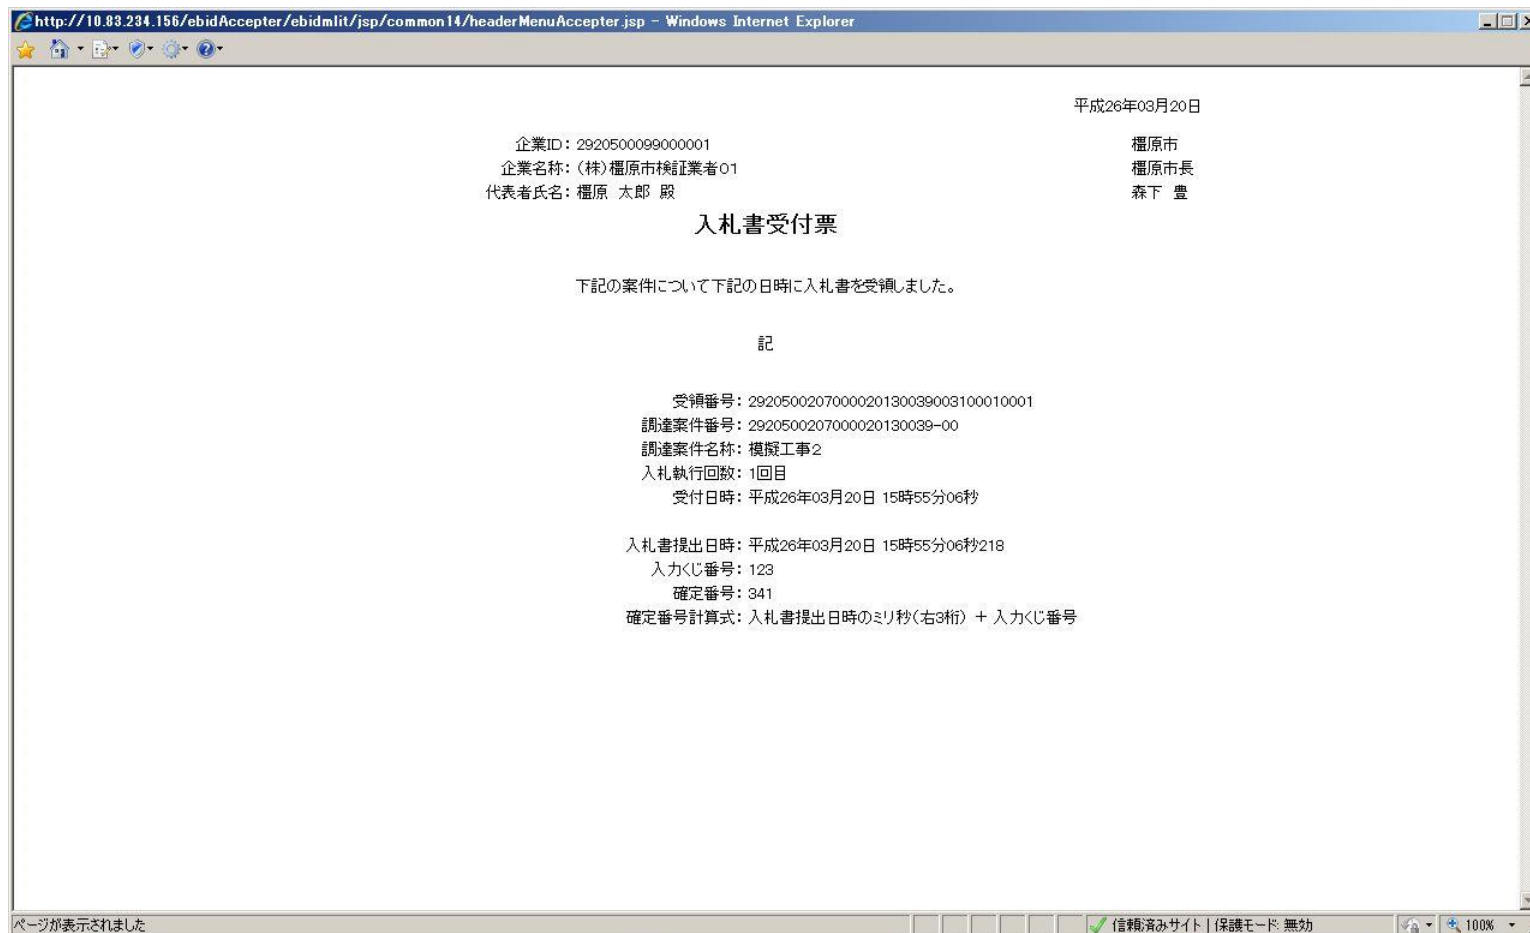 http://10.83.234.156/ebidAccepter/ebidmlit/jsp/common14/headerMenuAccepter.jsp - Windows Internet Explorer
平成26年03月20日
企業ID: 2920500099000001 橿原市
企業名称: (株)橿原市検証業者01 橿原市長
代表者氏名: 橿原 太郎 殿 森下 豊
入札書受付票
下記の案件について下記の日時に入札書を受領しました。
記
受領番号: 2920500207000020130039003100010001
調達案件番号: 2920500207000020130039-00
調達案件名称: 模擬工事2
入札執行回数: 1回目
受付日時: 平成26年03月20日 15時55分06秒
入札書提出日時: 平成26年03月20日 15時55分06秒218
入力くじ番号: 123
確定番号: 341
確定番号計算式: 入札書提出日時のミリ秒(右3桁) + 入力くじ番号
ページが表示されました 信頼済みサイト | 保護モード: 無効 100%